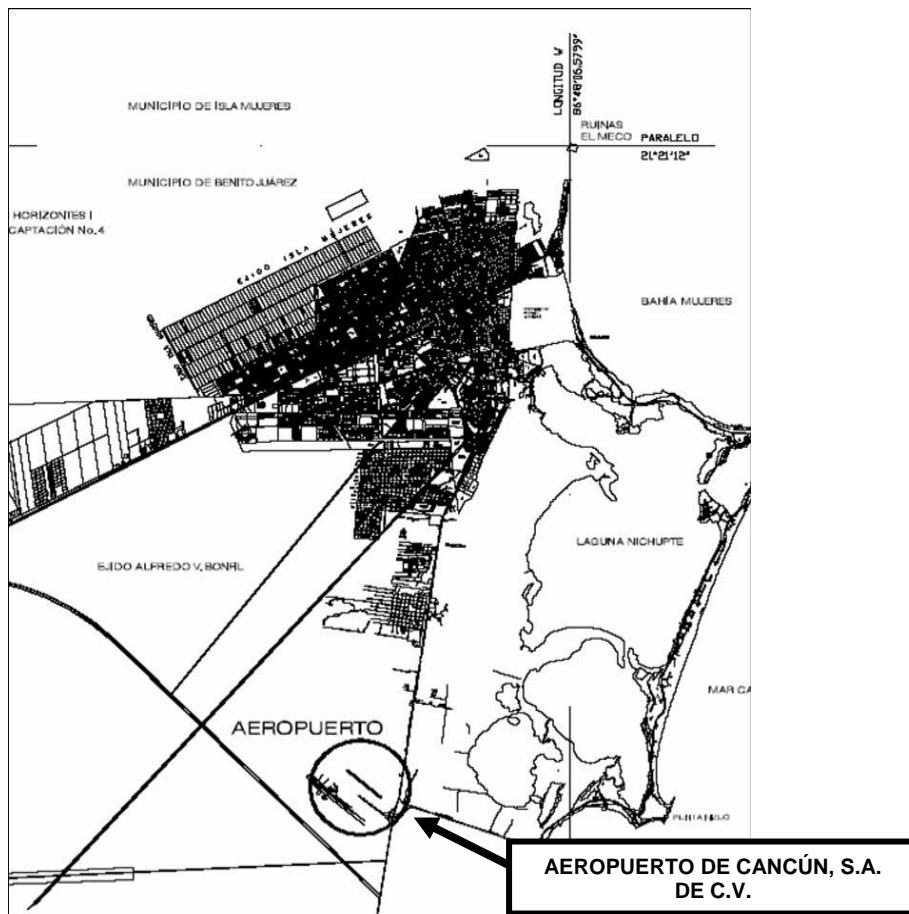 LONGITUD W
86°48'06.5799"
MUNICIPIO DE ISLA MUJERES
RUINAS
EL MECO
PARALELO
21°21'12"
MUNICIPIO DE BENITO JUÁREZ
HORIZONTES I
CAPTACIÓN No.4
EJIDO ISLA MUJERES
BAHÍA MUJERES
LAGUNA NICHUPTE
EJIDO ALFREDO V. BONFIL
MAR CA
AEROPUERTO
PUNTA NIZUC
AEROPUERTO DE CANCÚN, S.A.
DE C.V.